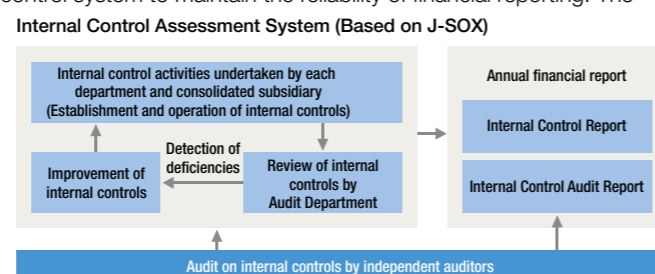 control system to maintain the reliability of financial reporting. The
Internal Control Assessment System (Based on J-SOX)
Internal control activities undertaken by each
department and consolidated subsidiary
(Establishment and operation of internal controls)
Detection of
deficiencies
Improvement of
internal controls
Review of internal
controls by
Audit Department
Annual financial report
Internal Control Report
Internal Control Audit Report
Audit on internal controls by independent auditors